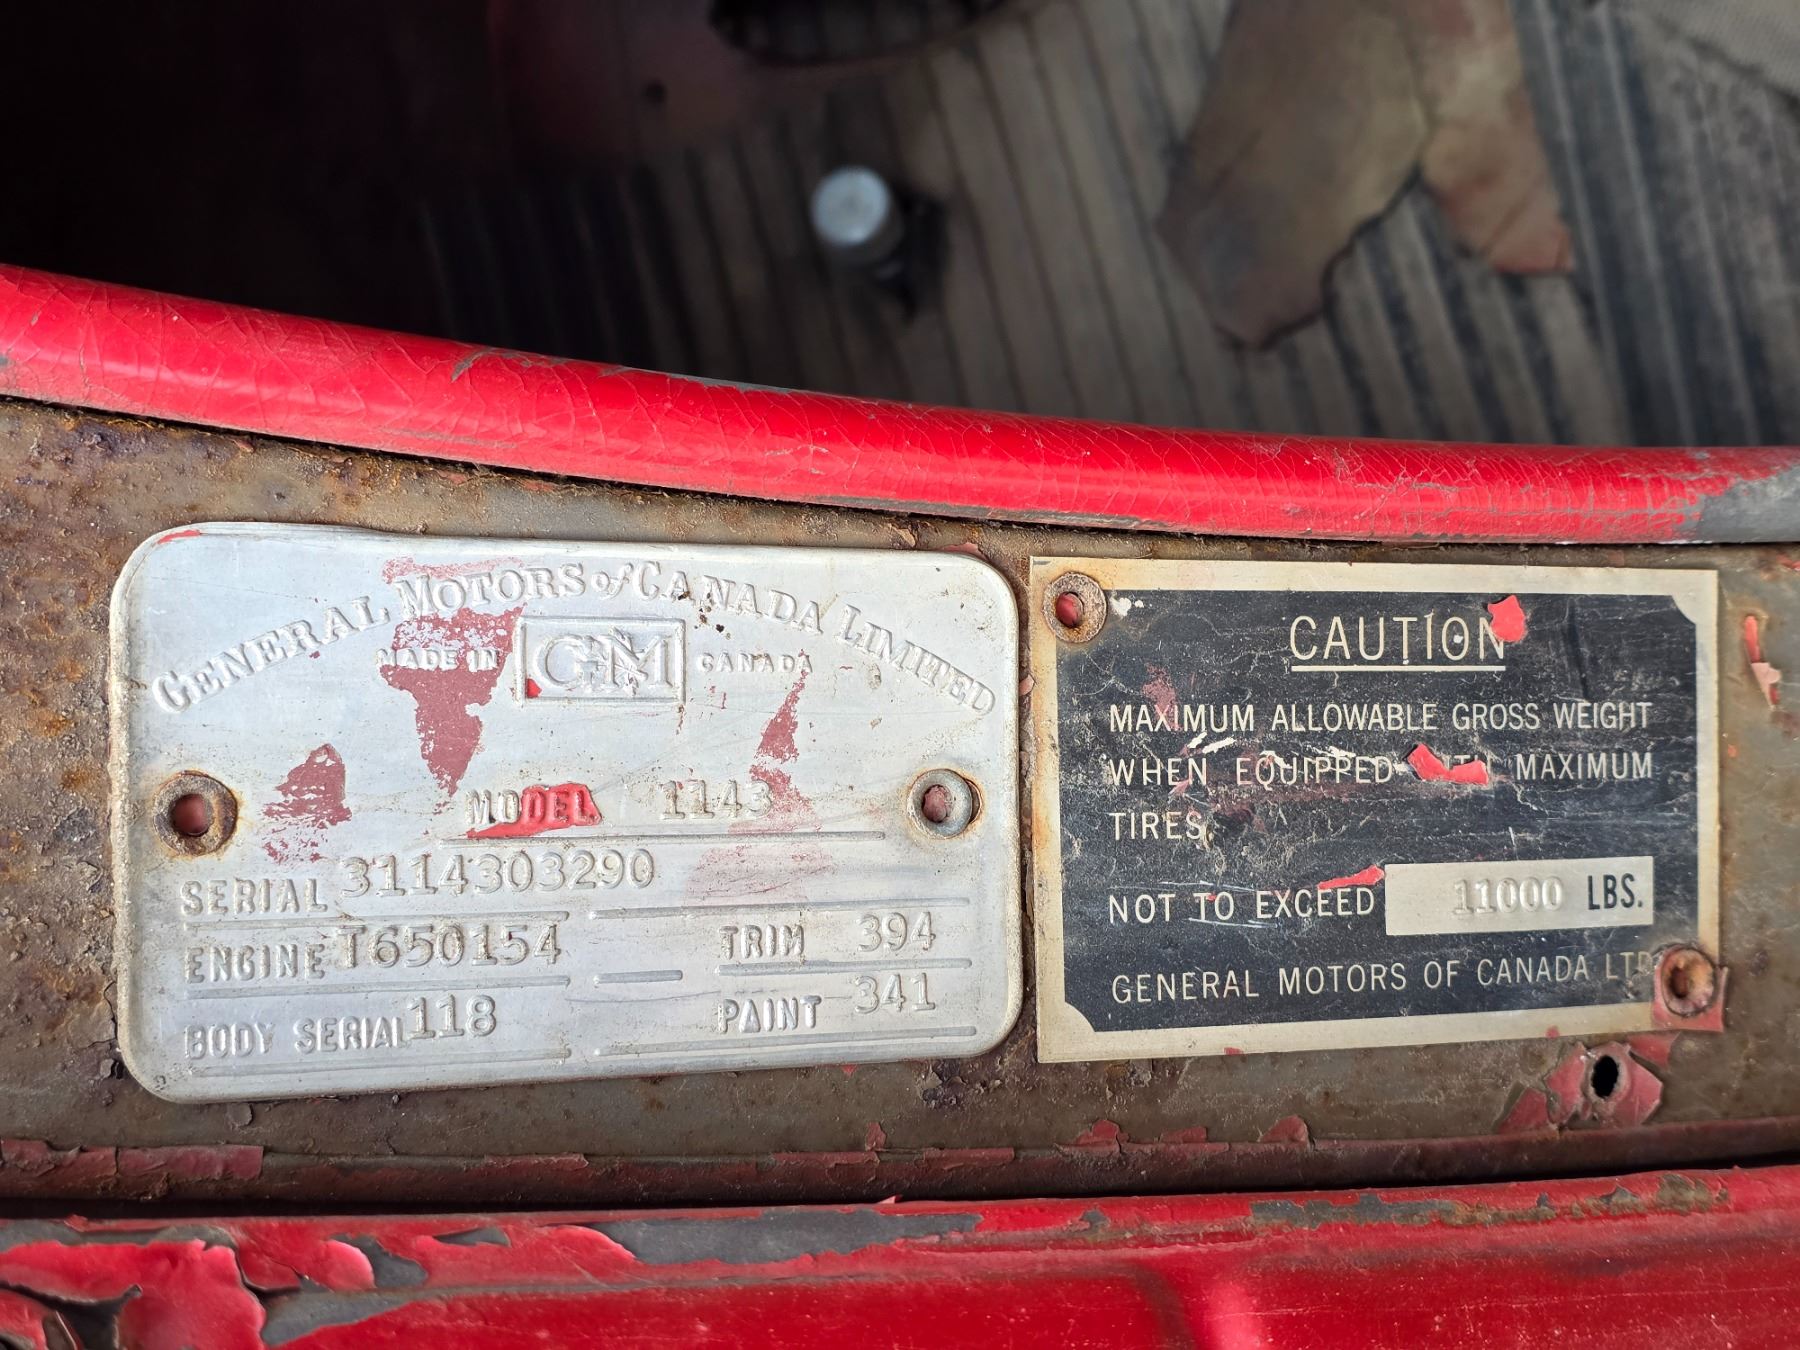 GENERAL MOTORS of CANADA LIMITED
MADE IN GM CANADA
MODEL 1143
SERIAL 3114303290
ENGINE T650154
TRIM 394
BODY SERIAL 118
PAINT 341
CAUTION
MAXIMUM ALLOWABLE GROSS WEIGHT
WHEN EQUIPPED WITH MAXIMUM
TIRES.
NOT TO EXCEED 11000 LBS.
GENERAL MOTORS OF CANADA LTD